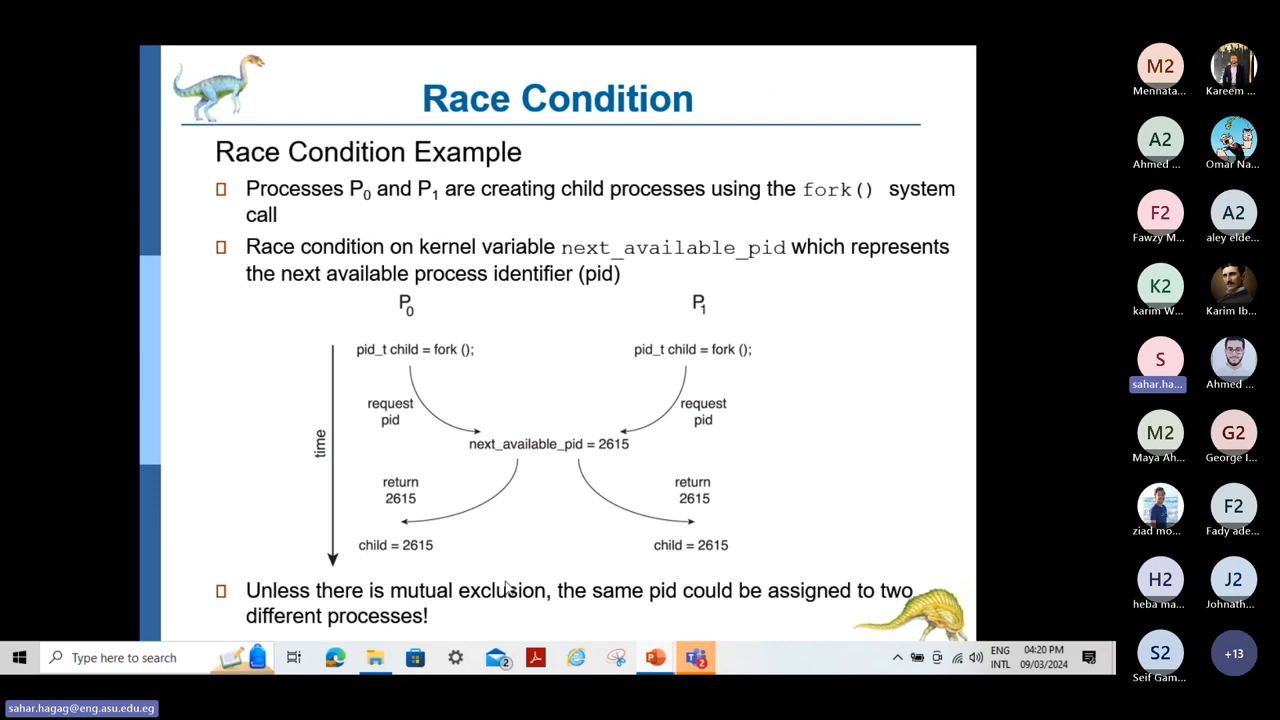 Race Condition
Race Condition Example
Processes P0 and P1 are creating child processes using the fork() system
call
Race condition on kernel variable next_available_pid which represents
the next available process identifier (pid)
P0
P1
pid_t child = fork ();
pid_t child = fork ();
request
pid
request
pid
time
next_available_pid = 2615
return
2615
return
2615
child = 2615
child = 2615
Unless there is mutual exclusion, the same pid could be assigned to two
different processes!
M2
Mennata...
Kareem ...
A2
Ahmed ...
Omar Na...
F2
Fawzy M...
A2
aley elde...
K2
karim W...
Karim Ib...
S
sahar.ha...
Ahmed ...
M2
Maya Ah...
G2
George I...
ziad mo...
F2
Fady ade...
H2
heba ma...
J2
Johnath...
S2
Seif Gam...
+13
Type here to search
2
2
ENG
INTL
04:20 PM
09/03/2024
sahar.hagag@eng.asu.edu.eg